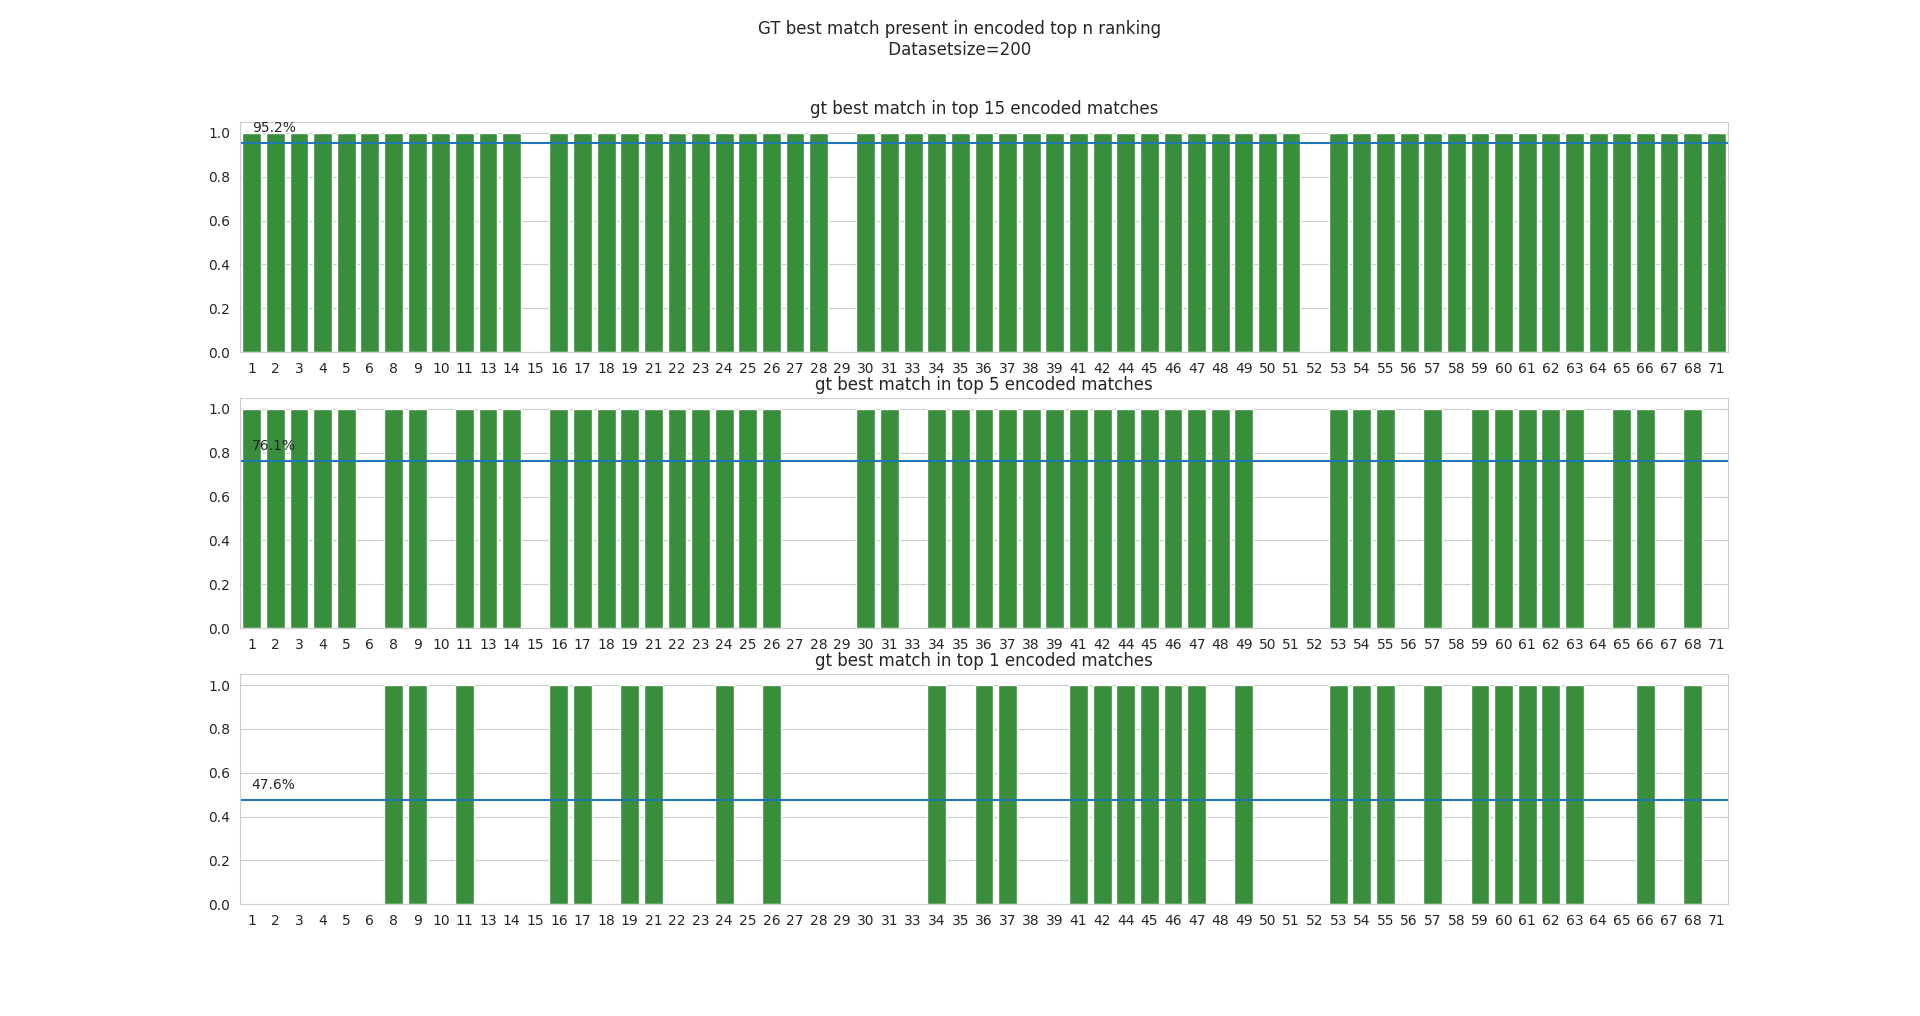 GT best match present in encoded top n ranking
Datasetsize=200
gt best match in top 15 encoded matches
95.2%
1.0
0.8
0.6
0.4
0.2
0.0
1 2 3 4 5 6 8 9 10 11 13 14 15 16 17 18 19 21 22 23 24 25 26 27 28 29 30 31 33 34 35 36 37 38 39 41 42 44 45 46 47 48 49 50 51 52 53 54 55 56 57 58 59 60 61 62 63 64 65 66 67 68 71
gt best match in top 5 encoded matches
1.0
76.1%
0.8
0.6
0.4
0.2
0.0
1 2 3 4 5 6 8 9 10 11 13 14 15 16 17 18 19 21 22 23 24 25 26 27 28 29 30 31 33 34 35 36 37 38 39 41 42 44 45 46 47 48 49 50 51 52 53 54 55 56 57 58 59 60 61 62 63 64 65 66 67 68 71
gt best match in top 1 encoded matches
1.0
0.8
0.6
47.6%
0.4
0.2
0.0
1 2 3 4 5 6 8 9 10 11 13 14 15 16 17 18 19 21 22 23 24 25 26 27 28 29 30 31 33 34 35 36 37 38 39 41 42 44 45 46 47 48 49 50 51 52 53 54 55 56 57 58 59 60 61 62 63 64 65 66 67 68 71